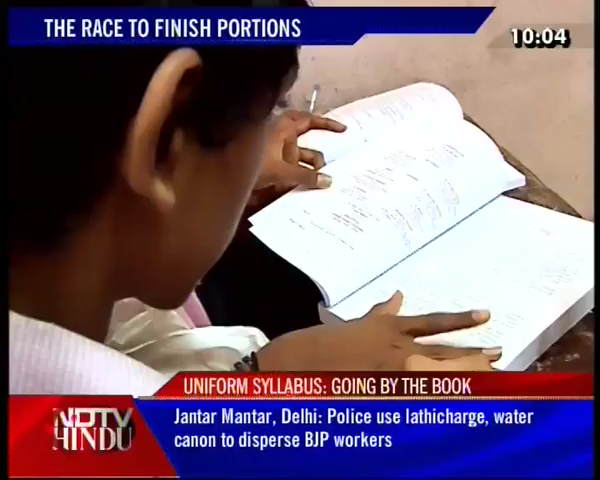 THE RACE TO FINISH PORTIONS
10:04
UNIFORM SYLLABUS: GOING BY THE BOOK
NDTV
HINDU
Jantar Mantar, Delhi: Police use lathicharge, water
canon to disperse BJP workers